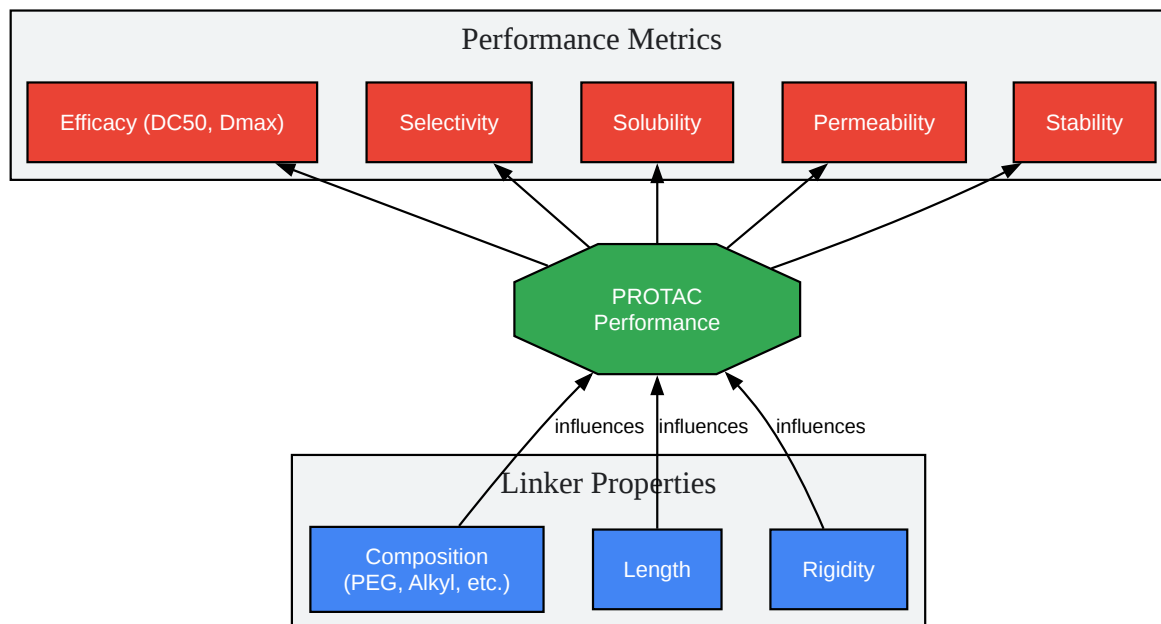 Performance Metrics
Efficacy (DC50, Dmax)
Selectivity
Solubility
Permeability
Stability
PROTAC
Performance
influences
influences
influences
Linker Properties
Composition
(PEG, Alkyl, etc.)
Length
Rigidity